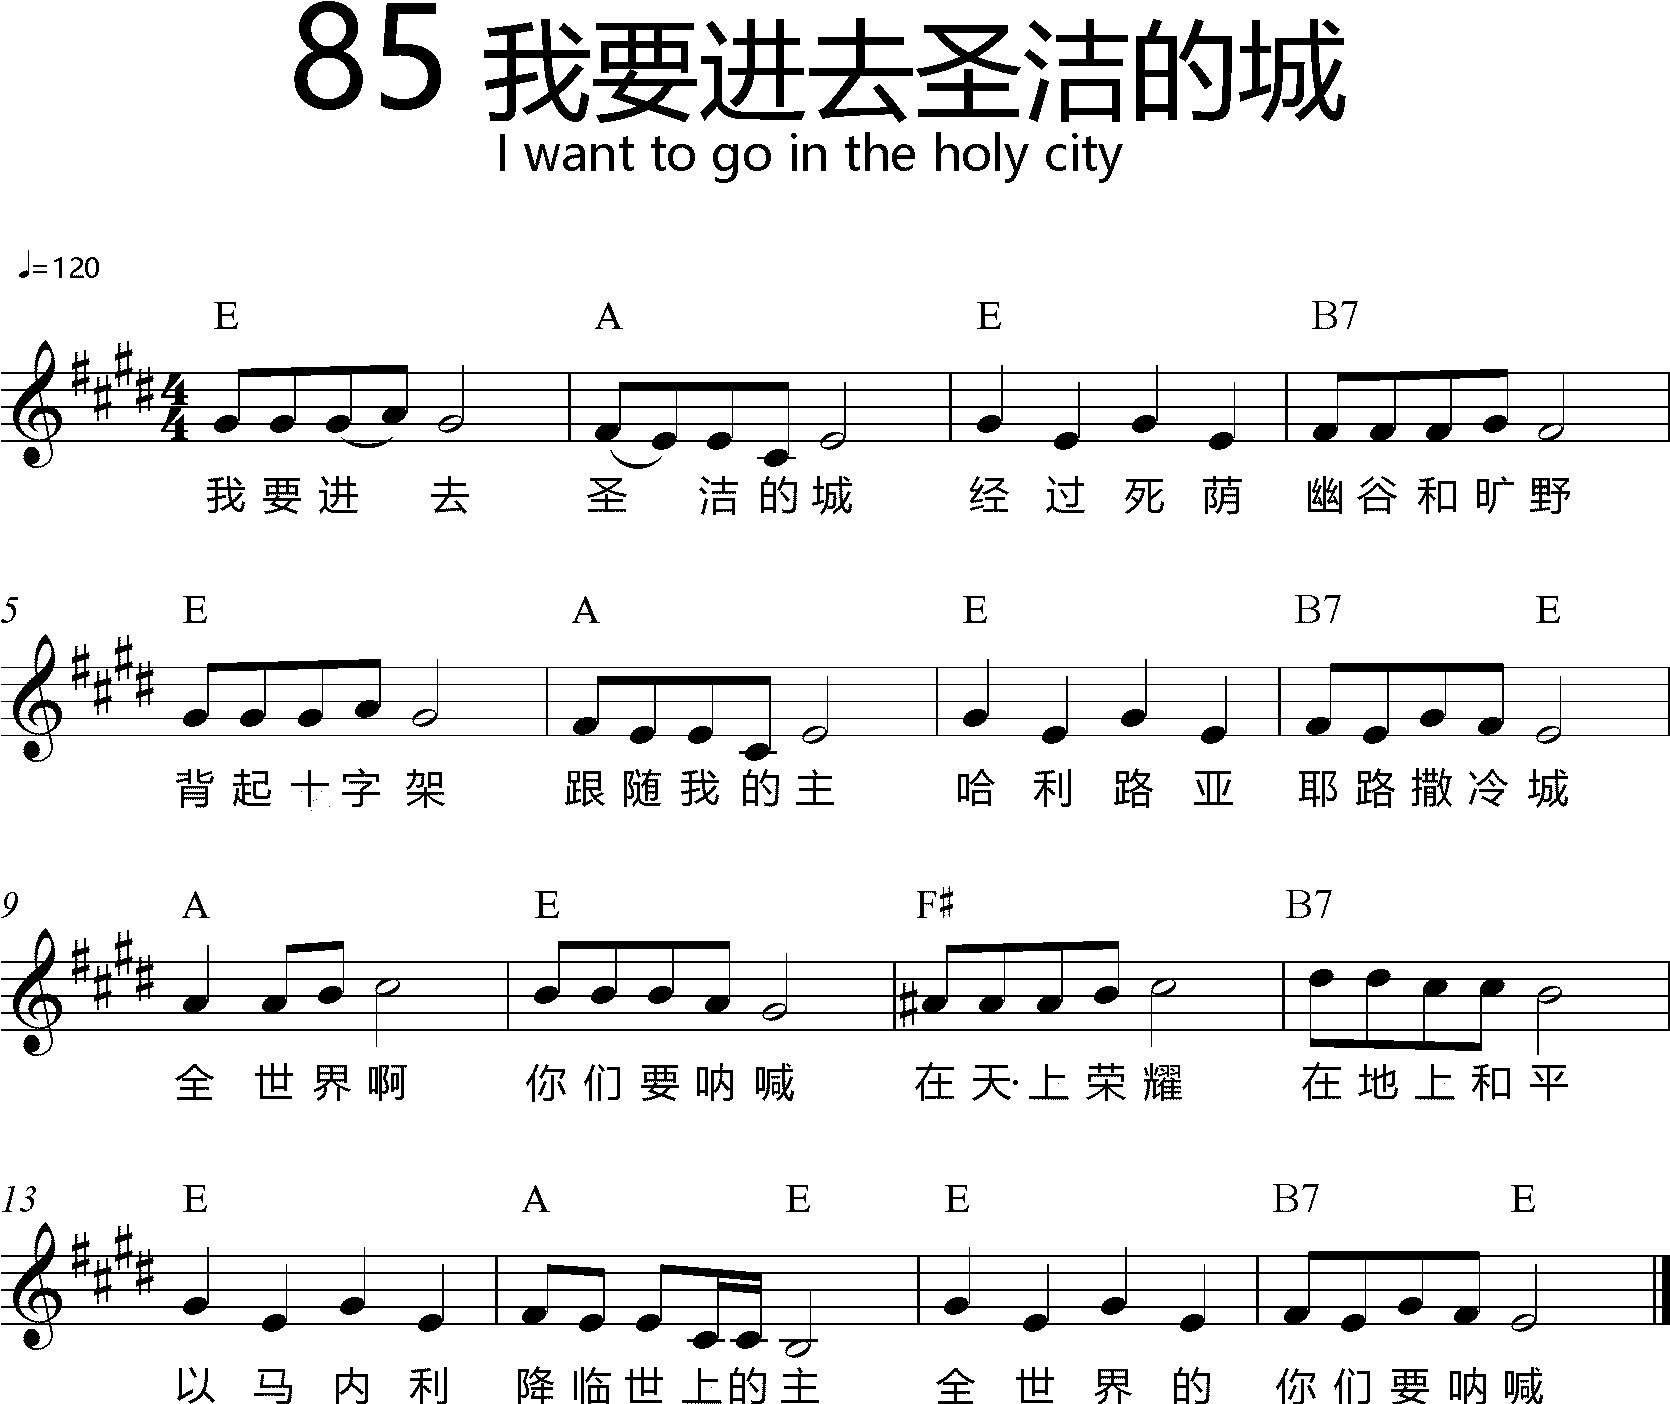 85 我要进去圣洁的城
I want to go in the holy city
♩=120
E A E B7
4
4
我要进 去 圣 洁的城 经过死荫 幽谷和旷野
5 E A E B7 E
背起十字架 跟随我的主 哈利路亚 耶路撒冷城
9 A E F♯ B7
全世界啊 你们要呐喊 在天·上荣耀 在地上和平
13 E A E E B7 E
以马内利 降临世上的主 全世界的 你们要呐喊